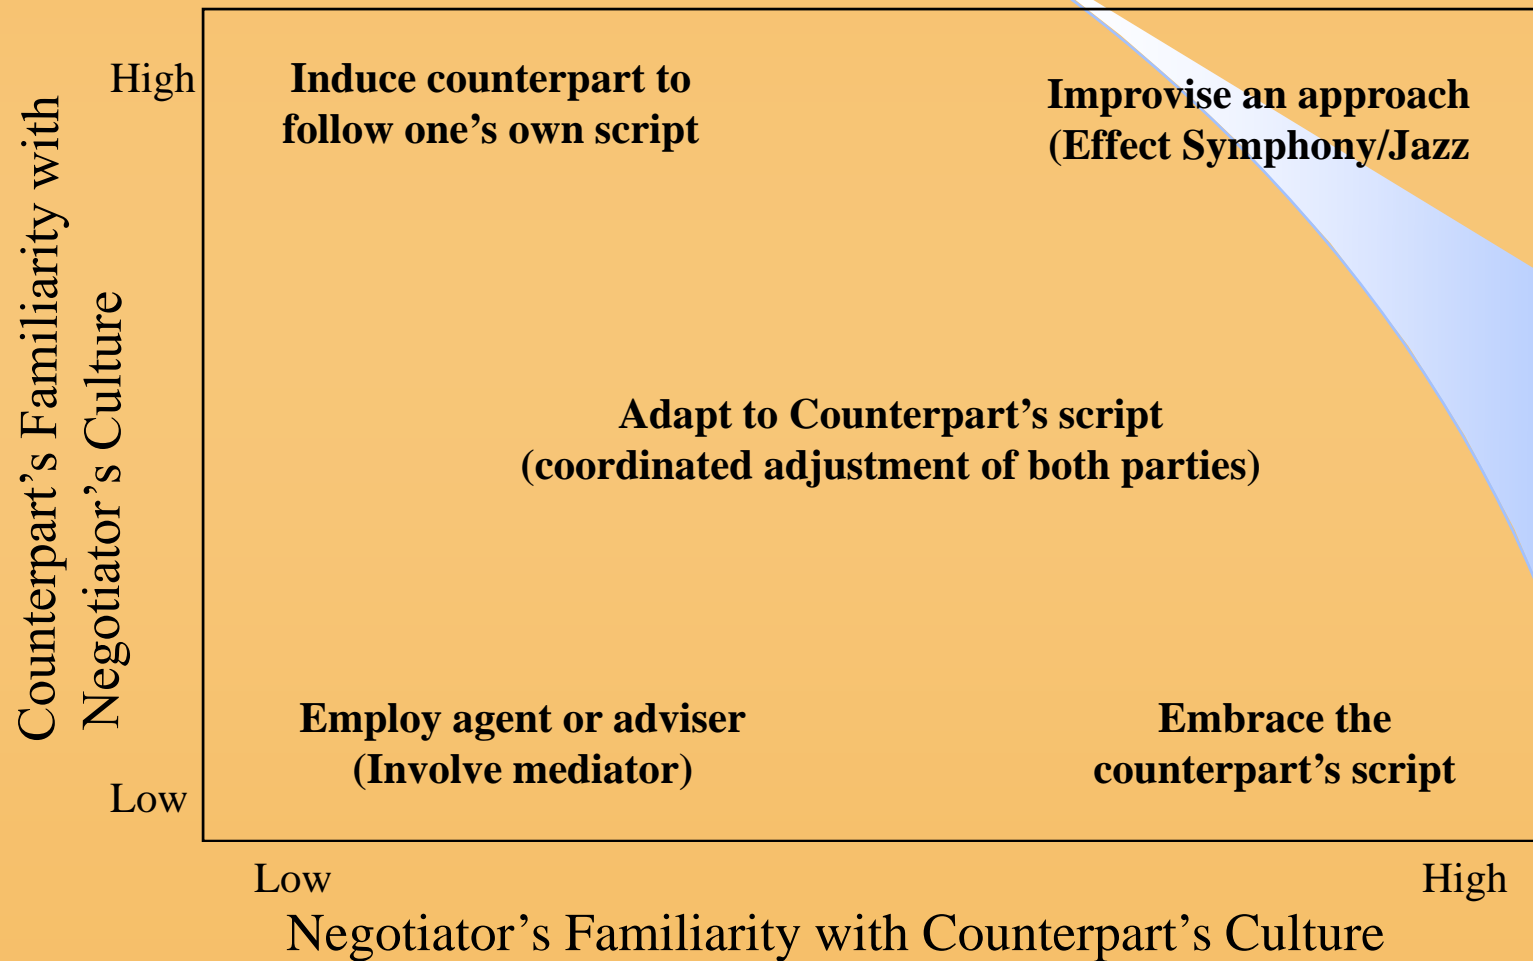 Counterpart’s Familiarity with
Negotiator’s Culture
High
Induce counterpart to
follow one’s own script
Improvise an approach
(Effect Symphony/Jazz
Adapt to Counterpart’s script
(coordinated adjustment of both parties)
Employ agent or adviser
(Involve mediator)
Embrace the
counterpart’s script
Low
Low
High
Negotiator’s Familiarity with Counterpart’s Culture